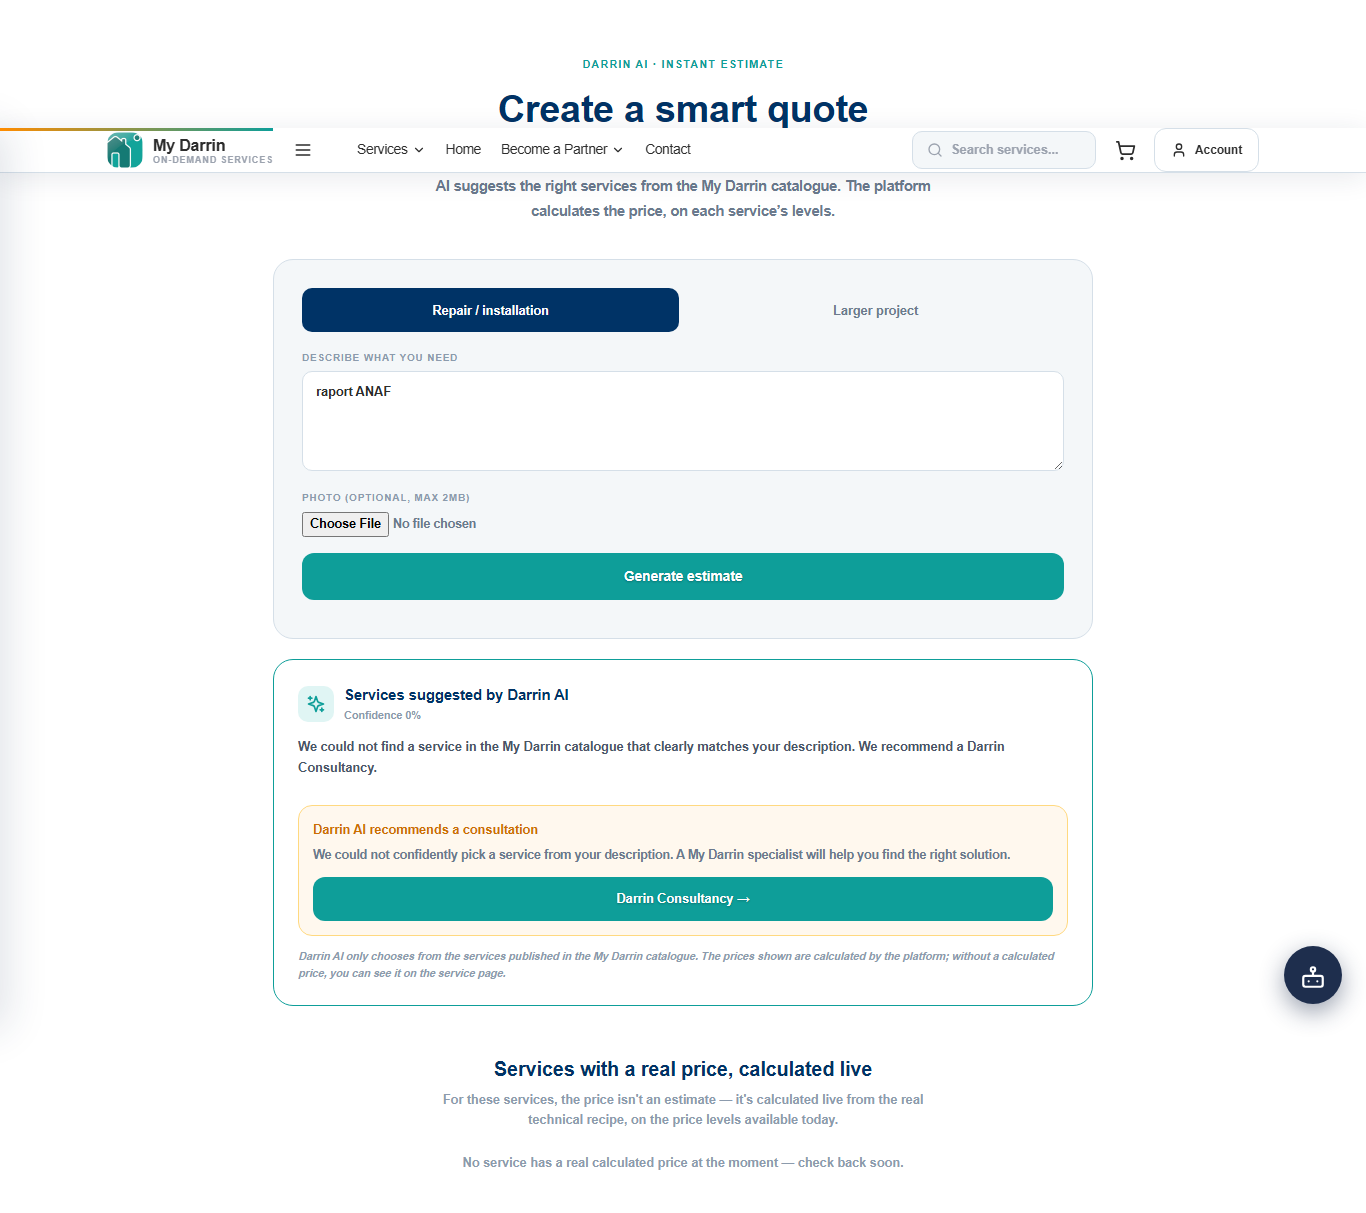 DARRIN AI · INSTANT ESTIMATE
Create a smart quote
My Darrin
ON-DEMAND SERVICES
Services
Home
Become a Partner
Contact
Search services...
Account
AI suggests the right services from the My Darrin catalogue. The platform
calculates the price, on each service’s levels.
Repair / installation
Larger project
DESCRIBE WHAT YOU NEED
raport ANAF
PHOTO (OPTIONAL, MAX 2MB)
Choose File No file chosen
Generate estimate
Services suggested by Darrin AI
Confidence 0%
We could not find a service in the My Darrin catalogue that clearly matches your description. We recommend a Darrin
Consultancy.
Darrin AI recommends a consultation
We could not confidently pick a service from your description. A My Darrin specialist will help you find the right solution.
Darrin Consultancy →
Darrin AI only chooses from the services published in the My Darrin catalogue. The prices shown are calculated by the platform; without a calculated
price, you can see it on the service page.
Services with a real price, calculated live
For these services, the price isn't an estimate — it's calculated live from the real
technical recipe, on the price levels available today.
No service has a real calculated price at the moment — check back soon.